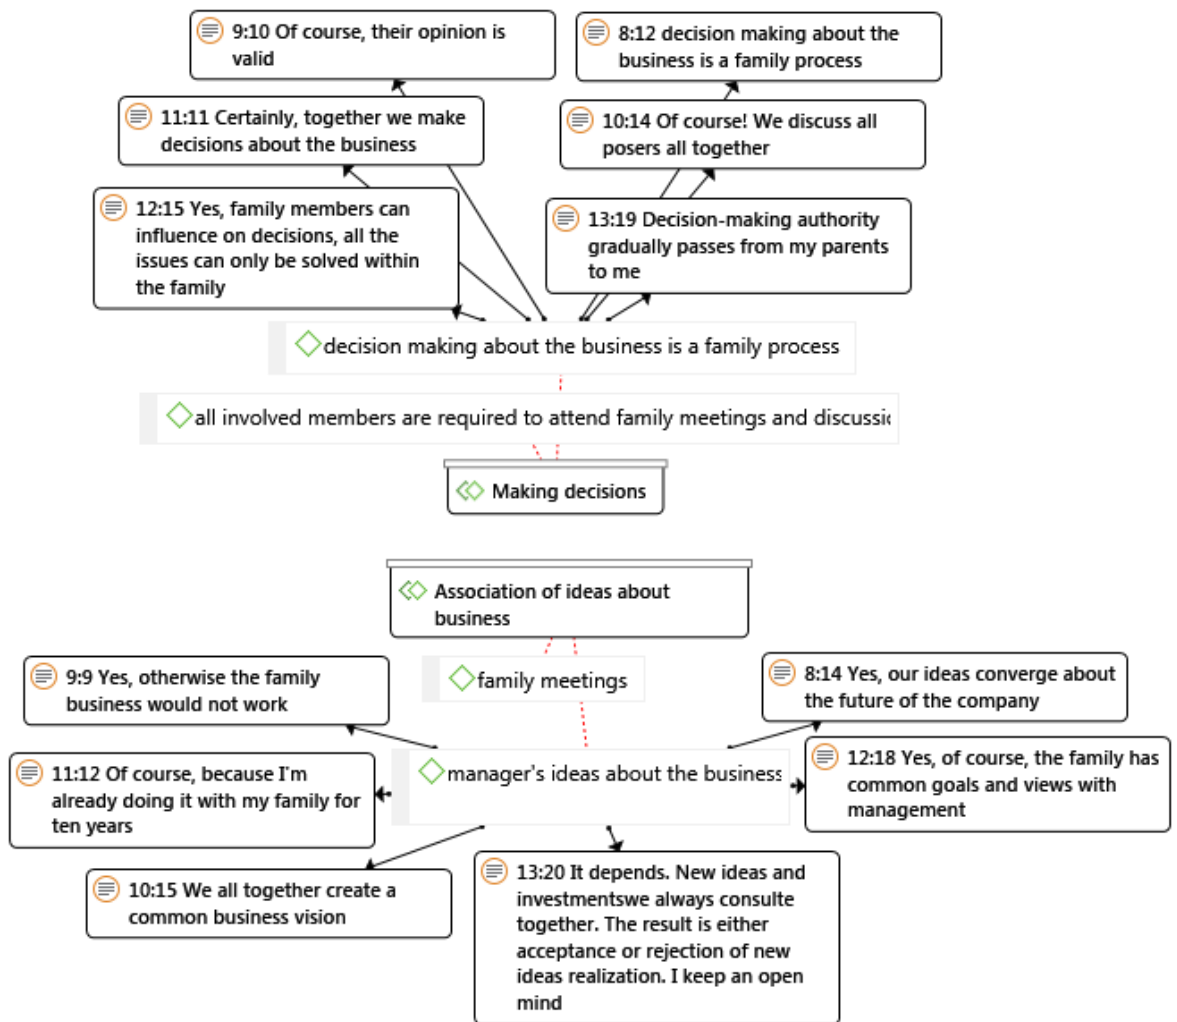 9:10 Of course, their opinion is
valid
8:12 decision making about the
business is a family process
11:11 Certainly, together we make
decisions about the business
10:14 Of course! We discuss all
posers all together
12:15 Yes, family members can
influence on decisions, all the
issues can only be solved within
the family
13:19 Decision-making authority
gradually passes from my parents
to me
decision making about the business is a family process
all involved members are required to attend family meetings and discussic
Making decisions
Association of ideas about
business
family meetings
9:9 Yes, otherwise the family
business would not work
8:14 Yes, our ideas converge about
the future of the company
manager's ideas about the business
11:12 Of course, because I'm
already doing it with my family for
ten years
12:18 Yes, of course, the family has
common goals and views with
management
10:15 We all together create a
common business vision
13:20 It depends. New ideas and
investmentswe always consulte
together. The result is either
acceptance or rejection of new
ideas realization. I keep an open
mind